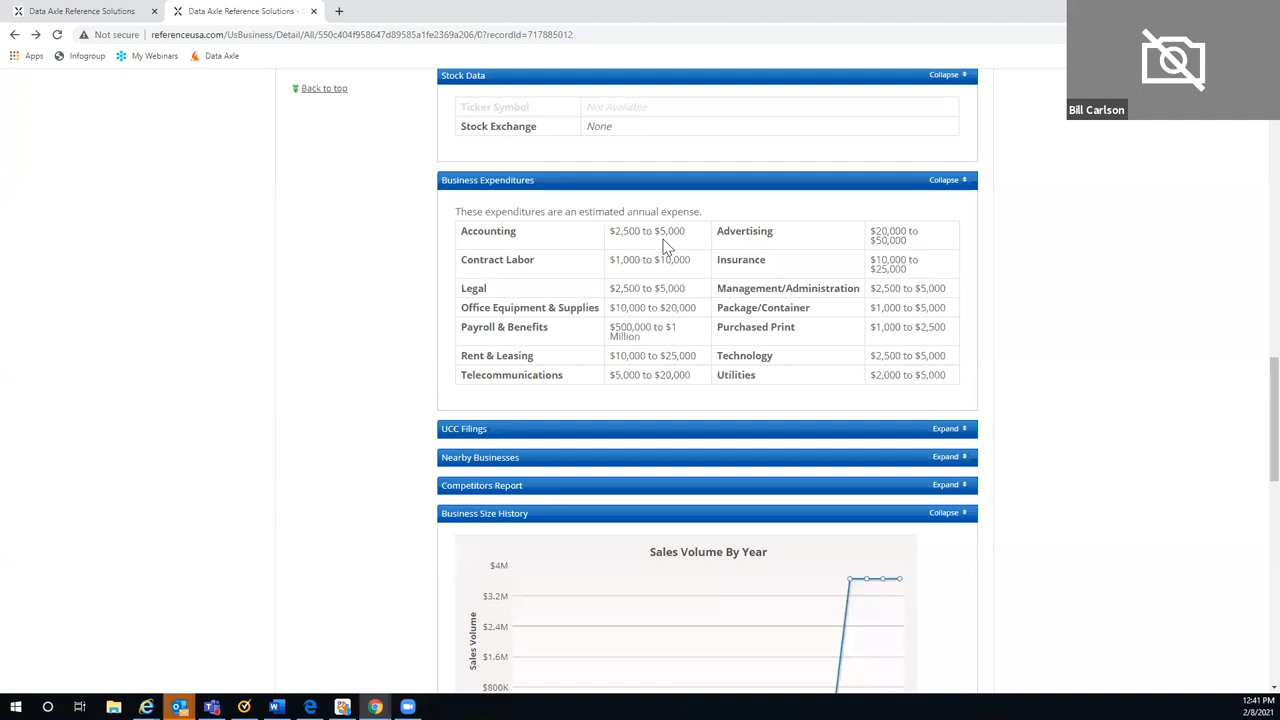 Data Axle Reference Solutions
Data Axle Reference Solutions -
Not secure referenceusa.com/UsBusiness/Detail/All/550c404f958647d89585a1fe2369a206/0?recordId=717885012
Apps Infogroup My Webinars Data Axle
Bill Carlson
Back to top
Stock Data Collapse
Ticker Symbol Not Available
Stock Exchange None
Business Expenditures Collapse
These expenditures are an estimated annual expense.
Accounting $2,500 to $5,000 Advertising $20,000 to
$50,000
Contract Labor $1,000 to $10,000 Insurance $10,000 to
$25,000
Legal $2,500 to $5,000 Management/Administration $2,500 to $5,000
Office Equipment & Supplies $10,000 to $20,000 Package/Container $1,000 to $5,000
Payroll & Benefits $500,000 to $1 Purchased Print $1,000 to $2,500
Million
Rent & Leasing $10,000 to $25,000 Technology $2,500 to $5,000
Telecommunications $5,000 to $20,000 Utilities $2,000 to $5,000
UCC Filings Expand
Nearby Businesses Expand
Competitors Report Expand
Business Size History Collapse
Sales Volume By Year
$4M
$3.2M
$2.4M
$1.6M
$800K
Sales Volume
12:41 PM
2/8/2021